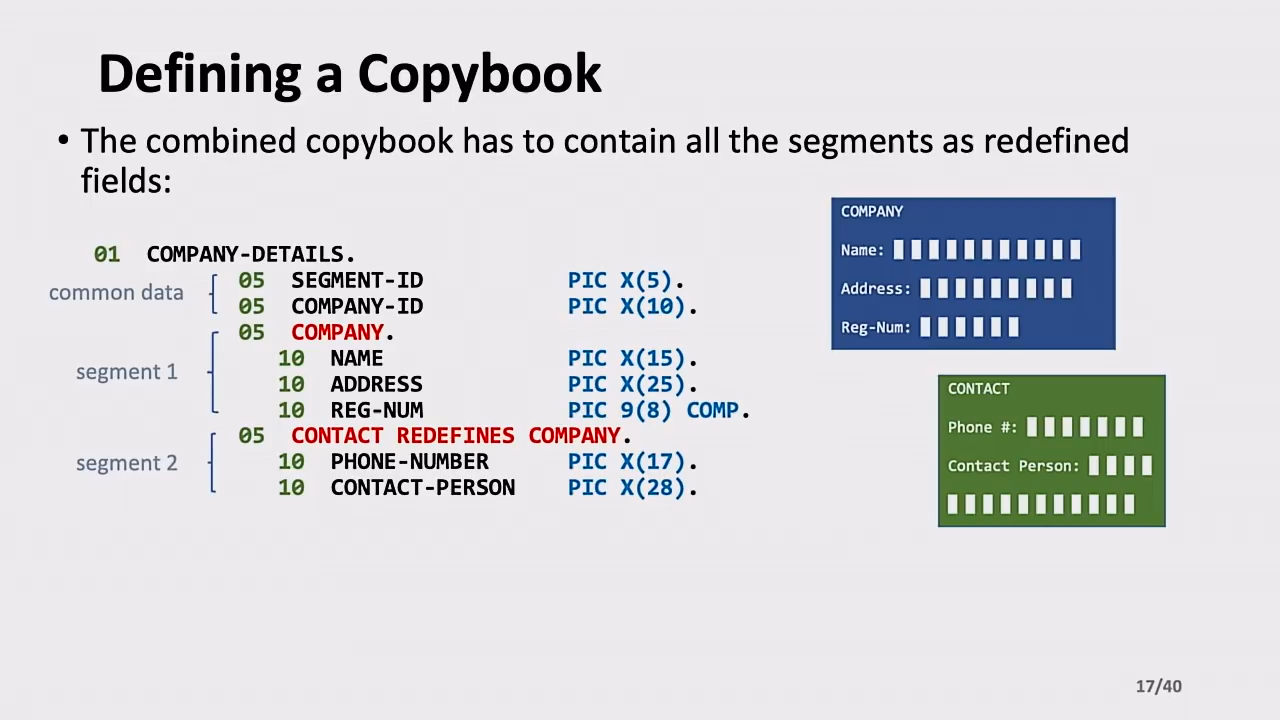 Defining a Copybook
• The combined copybook has to contain all the segments as redefined
fields:
01 COMPANY-DETAILS.
common data
05 SEGMENT-ID PIC X(5).
05 COMPANY-ID PIC X(10).
segment 1
05 COMPANY.
10 NAME PIC X(15).
10 ADDRESS PIC X(25).
10 REG-NUM PIC 9(8) COMP.
segment 2
05 CONTACT REDEFINES COMPANY.
10 PHONE-NUMBER PIC X(17).
10 CONTACT-PERSON PIC X(28).
COMPANY
Name:
Address:
Reg-Num:
CONTACT
Phone #:
Contact Person:
17/40